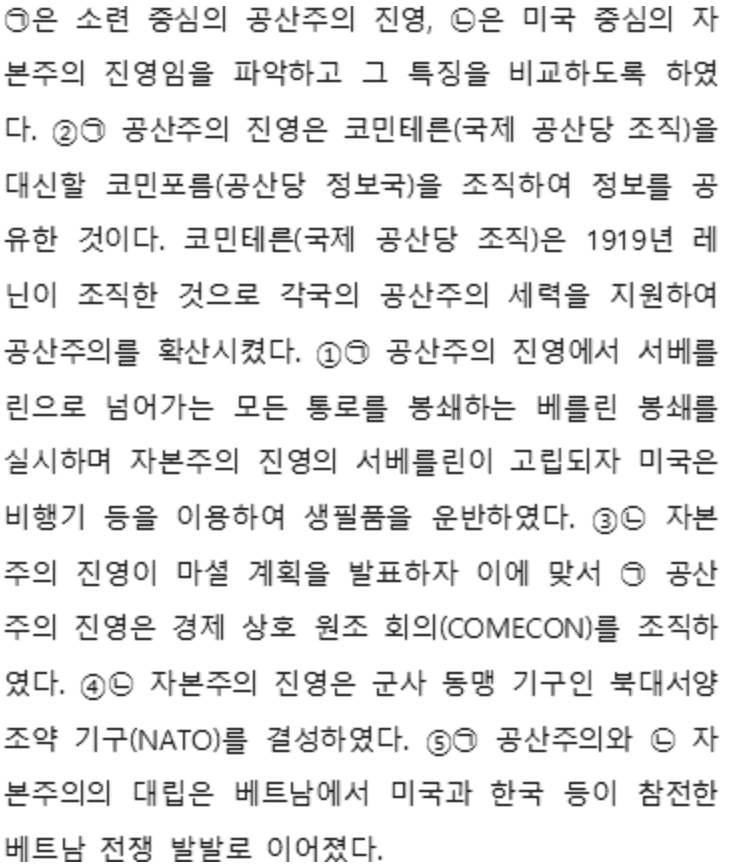 ㉠은 소련 중심의 공산주의 진영, ㉡은 미국 중심의 자
본주의 진영임을 파악하고 그 특징을 비교하도록 하였
다. ②㉠ 공산주의 진영은 코민테른(국제 공산당 조직)을
대신할 코민포름(공산당 정보국)을 조직하여 정보를 공
유한 것이다. 코민테른(국제 공산당 조직)은 1919년 레
닌이 조직한 것으로 각국의 공산주의 세력을 지원하여
공산주의를 확산시켰다. ①㉠ 공산주의 진영에서 서베를
린으로 넘어가는 모든 통로를 봉쇄하는 베를린 봉쇄를
실시하며 자본주의 진영의 서베를린이 고립되자 미국은
비행기 등을 이용하여 생필품을 운반하였다. ③㉡ 자본
주의 진영이 마셜 계획을 발표하자 이에 맞서 ㉠ 공산
주의 진영은 경제 상호 원조 회의(COMECON)를 조직하
였다. ④㉡ 자본주의 진영은 군사 동맹 기구인 북대서양
조약 기구(NATO)를 결성하였다. ⑤㉠ 공산주의와 ㉡ 자
본주의의 대립은 베트남에서 미국과 한국 등이 참전한
베트남 전쟁 발발로 이어졌다.